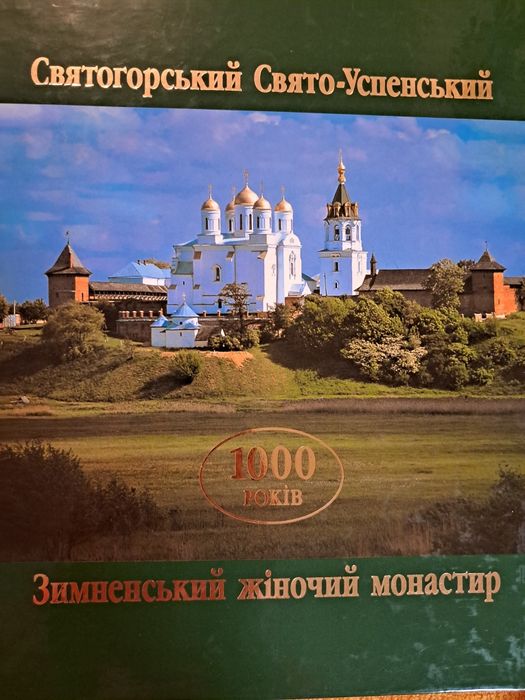 Святогорський Свято-Успенський
1000
РОКІВ
Зимненський жіночий монастир